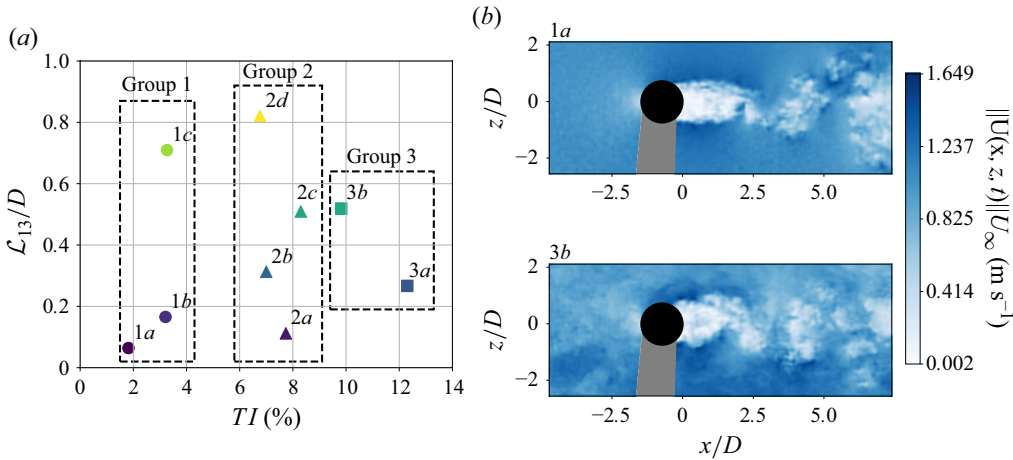 (a)
1.0
0.8
0.6
0.4
0.2
0
ℒ13/D
0 2 4 6 8 10 12 14
TI (%)
Group 1
Group 2
Group 3
1a
1b
1c
2a
2b
2c
2d
3a
3b
(b)
1a
2
0
−2
z/D
−2.5 0 2.5 5.0
3b
2
0
−2
z/D
−2.5 0 2.5 5.0
x/D
1.649
1.237
0.825
0.414
0.002
||U(x, z, t)||U∞ (m s−1)